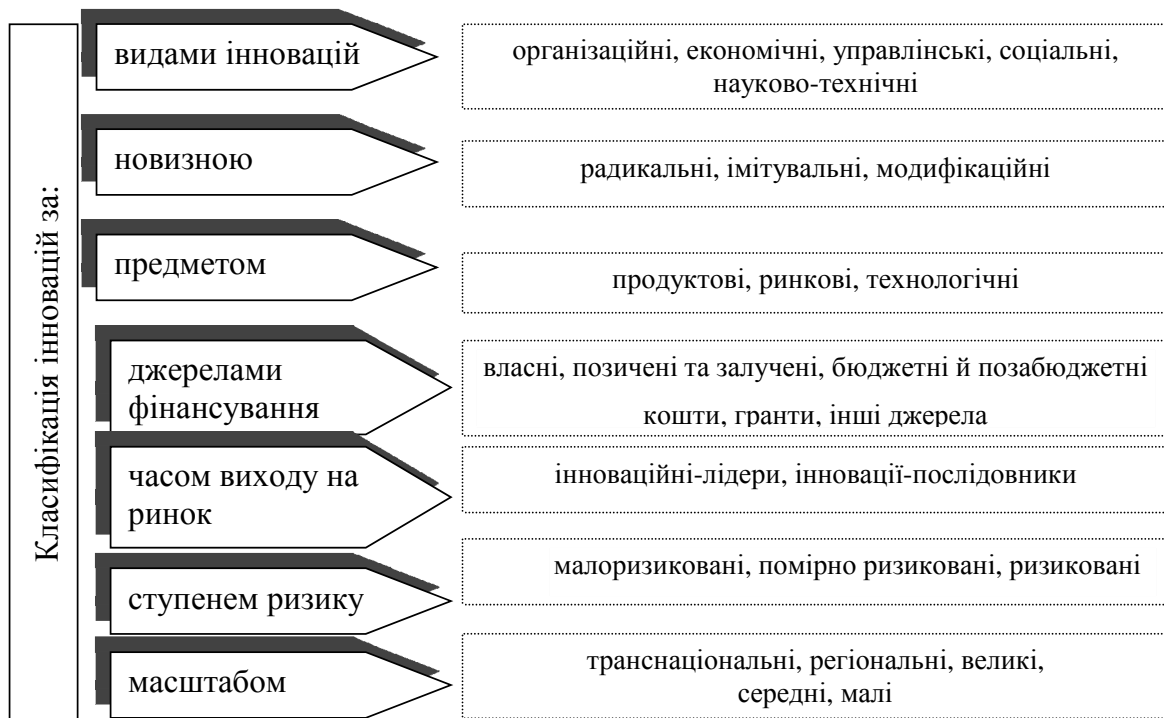 Класифікація інновацій за:
видами інновацій
організаційні, економічні, управлінські, соціальні,
науково-технічні
новизною
радикальні, імітувальні, модифікаційні
предметом
продуктові, ринкові, технологічні
джерелами
фінансування
власні, позичені та залучені, бюджетні й позабюджетні
кошти, гранти, інші джерела
часом виходу на
ринок
інноваційні-лідери, інновації-послідовники
ступенем ризику
малоризиковані, помірно ризиковані, ризиковані
масштабом
транснаціональні, регіональні, великі,
середні, малі